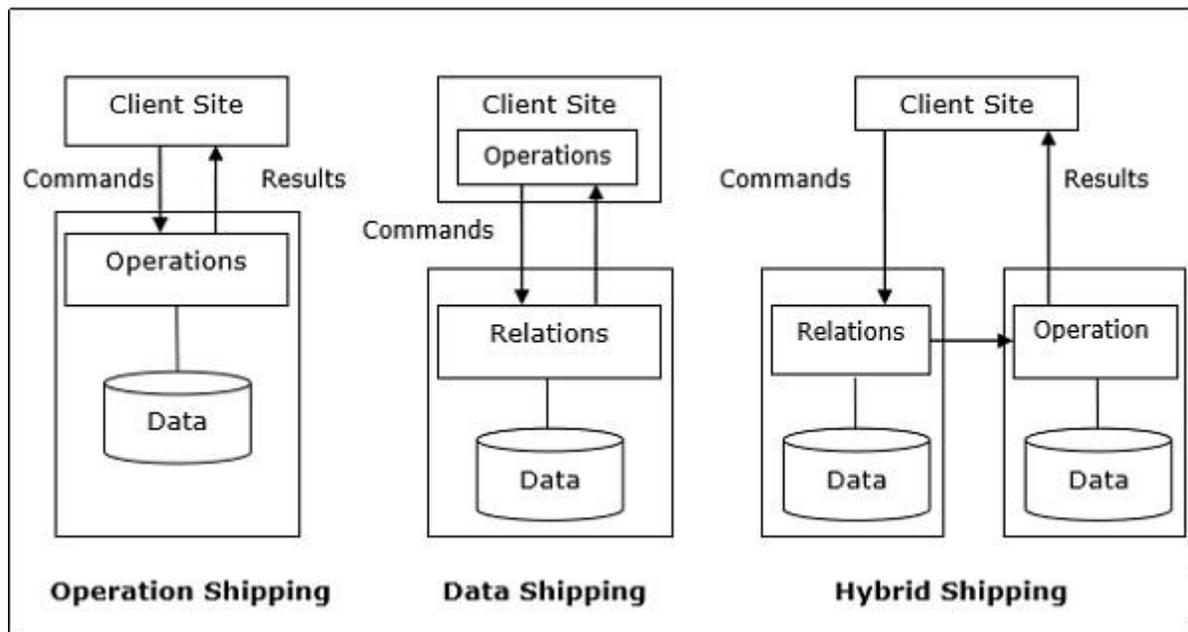 Client Site
Commands
Results
Operations
Data
Operation Shipping
Client Site
Operations
Commands
Relations
Data
Data Shipping
Client Site
Commands
Results
Relations
Operation
Data
Data
Hybrid Shipping